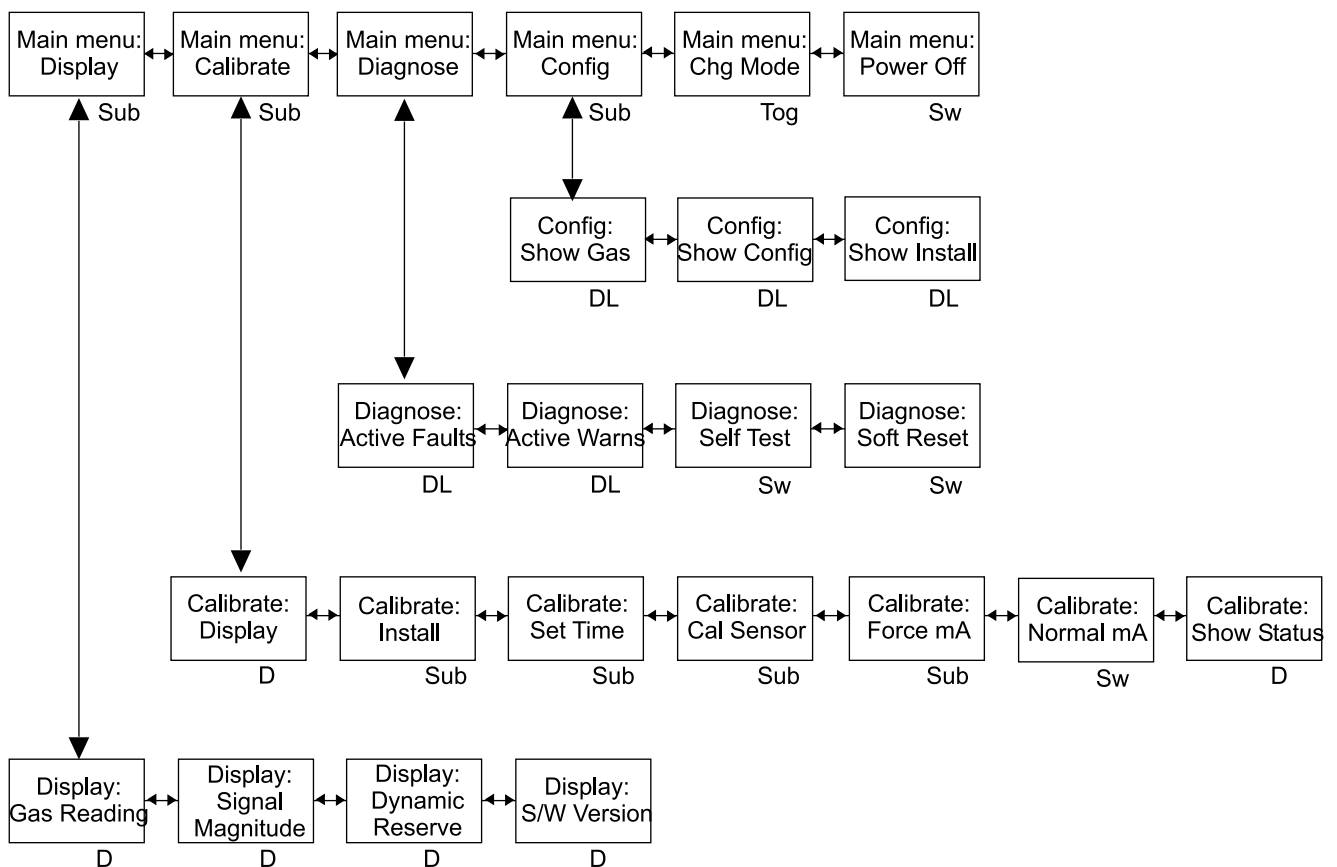 Main menu:
Display
Sub
Main menu:
Calibrate
Sub
Main menu:
Diagnose
Main menu:
Config
Sub
Main menu:
Chg Mode
Tog
Main menu:
Power Off
Sw
Config:
Show Gas
DL
Config:
Show Config
DL
Config:
Show Install
DL
Diagnose:
Active Faults
DL
Diagnose:
Active Warns
DL
Diagnose:
Self Test
Sw
Diagnose:
Soft Reset
Sw
Calibrate:
Display
D
Calibrate:
Install
Sub
Calibrate:
Set Time
Sub
Calibrate:
Cal Sensor
Sub
Calibrate:
Force mA
Sub
Calibrate:
Normal mA
Sw
Calibrate:
Show Status
D
Display:
Gas Reading
D
Display:
Signal
Magnitude
D
Display:
Dynamic
Reserve
D
Display:
S/W Version
D